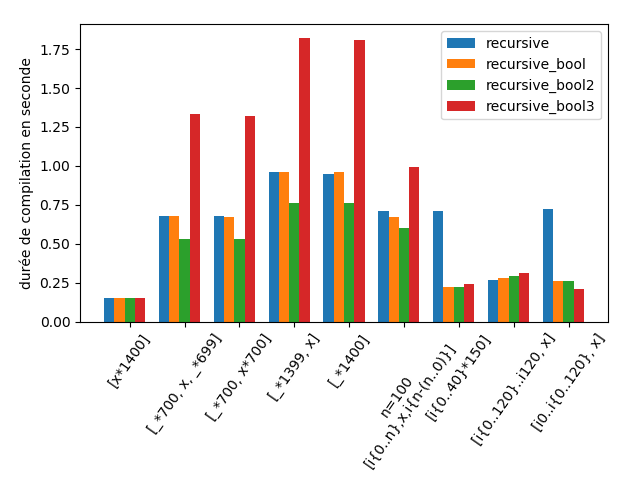 durée de compilation en seconde
1.75
1.50
1.25
1.00
0.75
0.50
0.25
0.00
recursive
recursive_bool
recursive_bool2
recursive_bool3
[x*1400]
[_*700, x, _*699]
[_*700, x*700]
[_*1399, x]
[_*1400]
n=100
[i{0..n},x,i{n-(n..0)}]
[i{0..40}*150]
[i{0..120}..i120, x]
[i0..i{0..120}, x]